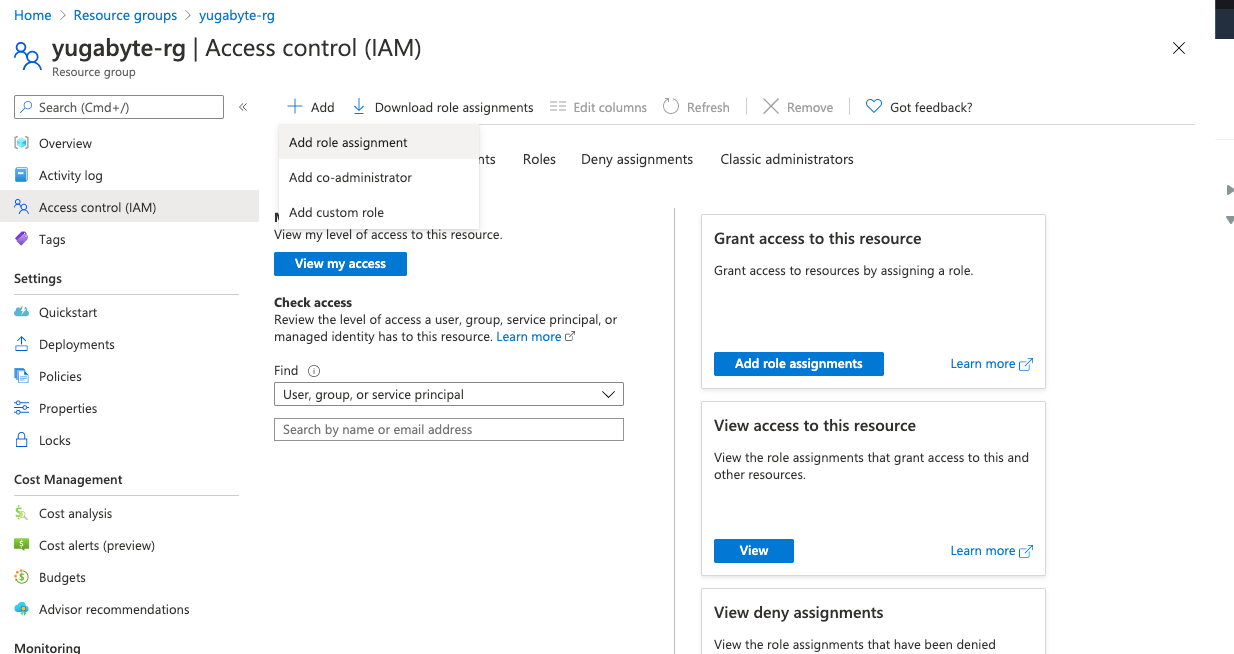 Home > Resource groups > yugabyte-rg
yugabyte-rg | Access control (IAM)
Resource group
Search (Cmd+/)
«
Overview
Activity log
Access control (IAM)
Tags
Settings
Quickstart
Deployments
Policies
Properties
Locks
Cost Management
Cost analysis
Cost alerts (preview)
Budgets
Advisor recommendations
Monitoring
Add
Download role assignments
Edit columns
Refresh
Remove
Got feedback?
Add role assignment
Add co-administrator
Add custom role
Roles
Deny assignments
Classic administrators
View my level of access to this resource.
View my access
Check access
Review the level of access a user, group, service principal, or
managed identity has to this resource. Learn more
Find
User, group, or service principal
Search by name or email address
Grant access to this resource
Grant access to resources by assigning a role.
Add role assignments
Learn more
View access to this resource
View the role assignments that grant access to this and
other resources.
View
Learn more
View deny assignments
View the role assignments that have been denied